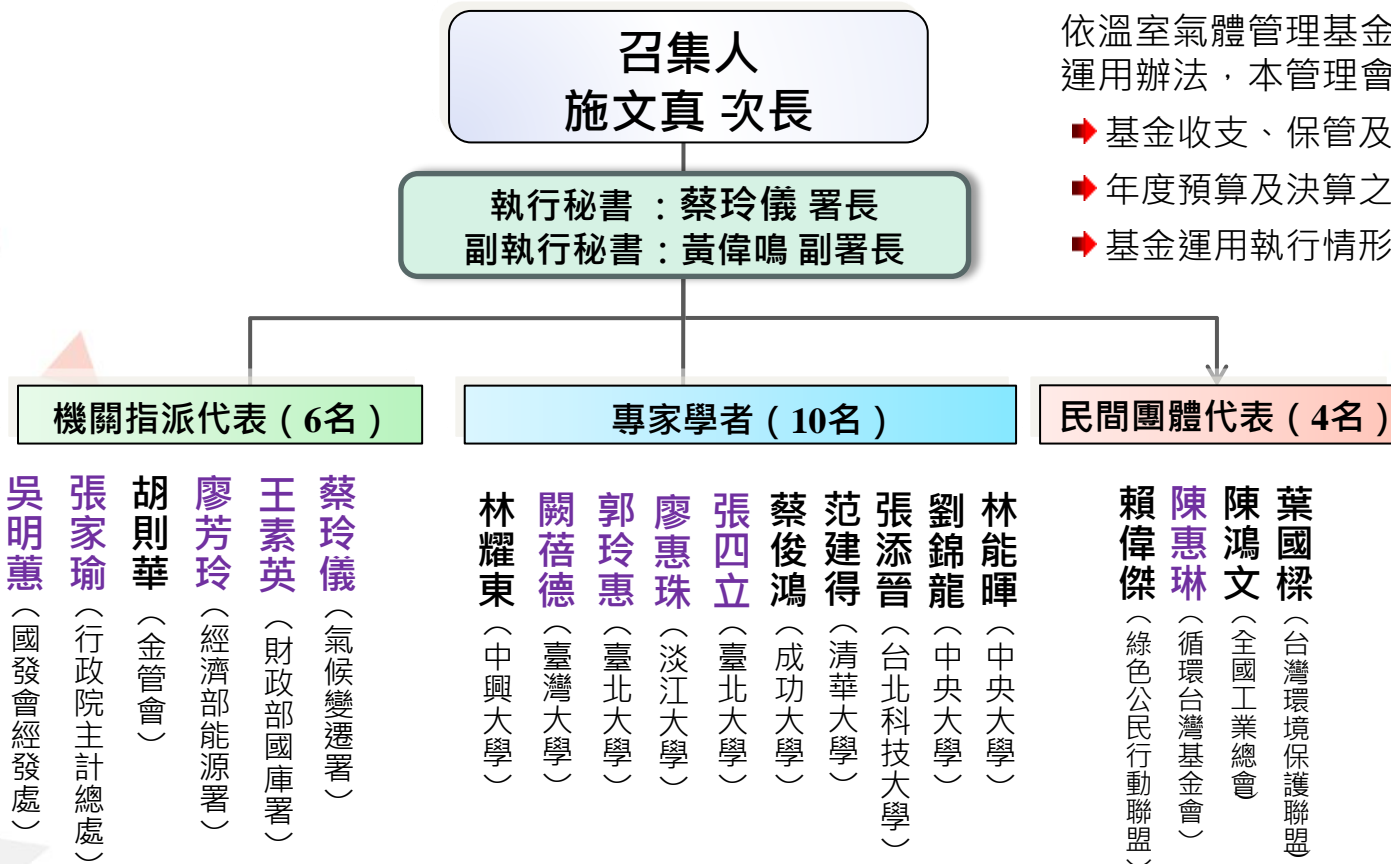 召集人
施文真 次長
執行秘書 ：蔡玲儀 署長
副執行秘書：黃偉鳴 副署長
依溫室氣體管理基金
運用辦法，本管理會
基金收支、保管及
年度預算及決算之
基金運用執行情形
機關指派代表（6名）
吳明蕙（國發會經發處）
張家瑜（行政院主計總處）
胡則華（金管會）
廖芳玲（經濟部能源署）
王素英（財政部國庫署）
蔡玲儀（氣候變遷署）
專家學者（10名）
林耀東（中興大學）
闕蓓德（臺灣大學）
郭玲惠（臺北大學）
廖惠珠（淡江大學）
張四立（臺北大學）
蔡俊鴻（成功大學）
范建得（清華大學）
張添晉（台北科技大學）
劉錦龍（中央大學）
林能暉（中央大學）
民間團體代表（4名）
賴偉傑（綠色公民行動聯盟）
陳惠琳（循環台灣基金會）
陳鴻文（全國工業總會）
葉國樑（台灣環境保護聯盟）